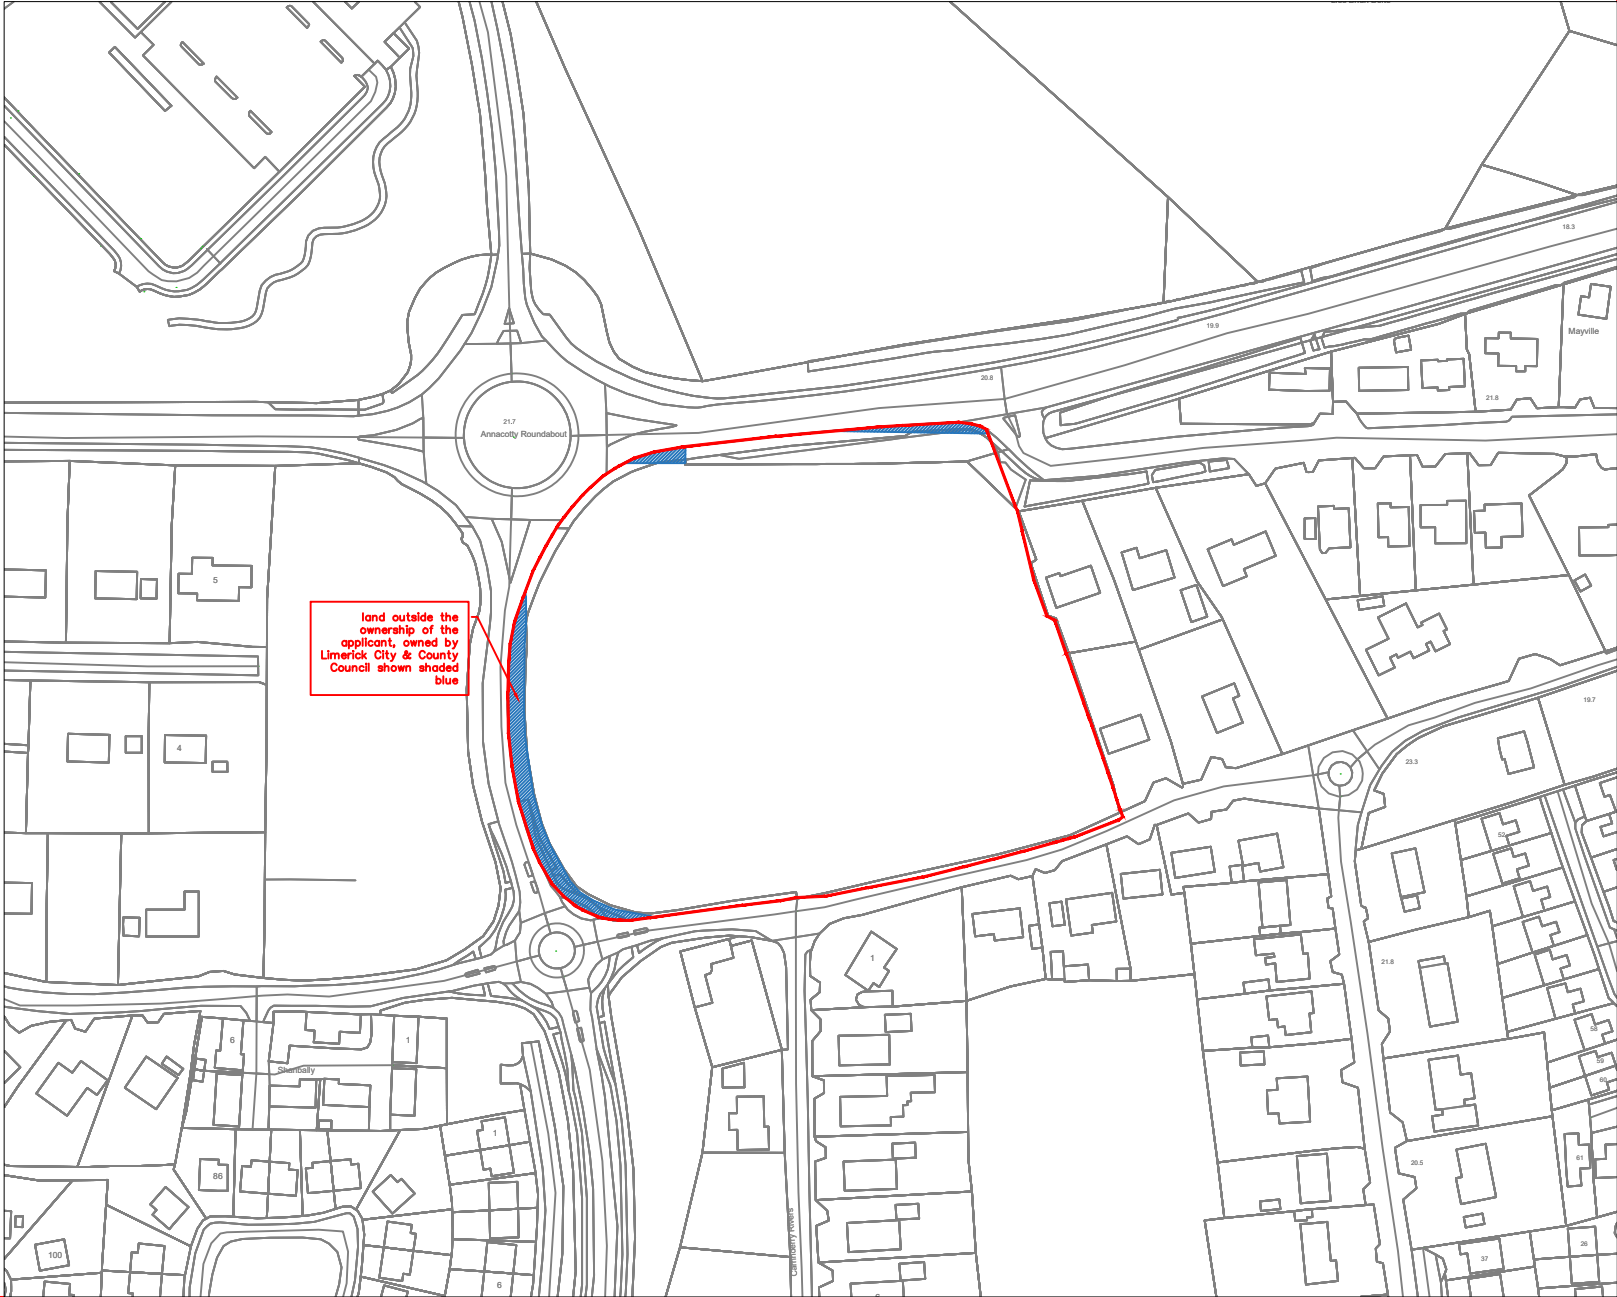 18.3
19.9
Mayville
20.8
21.8
21.7
Annacotty Roundabout
5
land outside the
ownership of the
applicant, owned by
Limerick City & County
Council shown shaded
blue
19.7
4
23.3
52
1
21.8
58
6
1
59
Shanbally
60
1
61
20.5
86
26
100
37
6